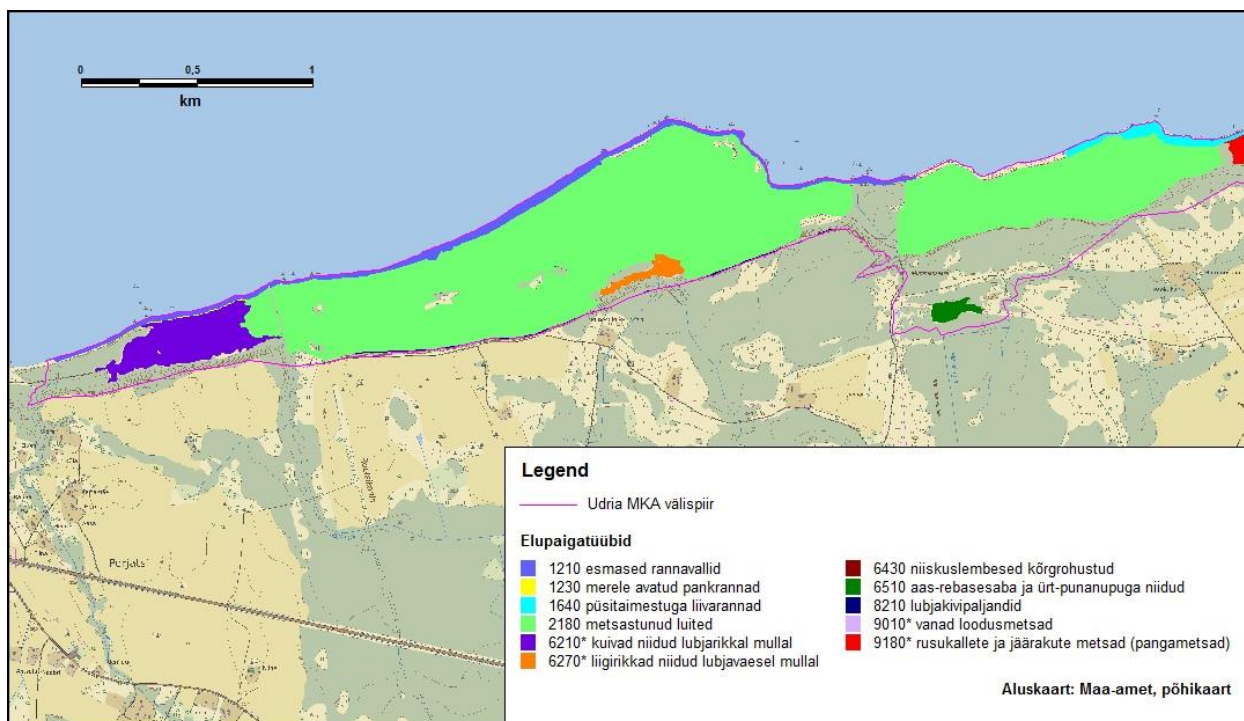 0 0,5 1
km
Legend
Udria MKA välispiir
Elupaigatüübid
1210 esmased rannavallid
1230 merele avatud pankrannad
1640 püsitaimestuga liivarannad
2180 metsastunud luited
6210* kuivad niidud lubjarikkal mullal
6270* liigirikkad niidud lubjavaesel mullal
6430 niiskuslembesed kõrgrohustud
6510 aas-rebasesaba ja ürt-punanupuga niidud
8210 lubjakivipaljandid
9010* vanad loodusmetsad
9180* rusukallete ja jäärakute metsad (pangametsad)
Aluskaart: Maa-amet, põhikaart